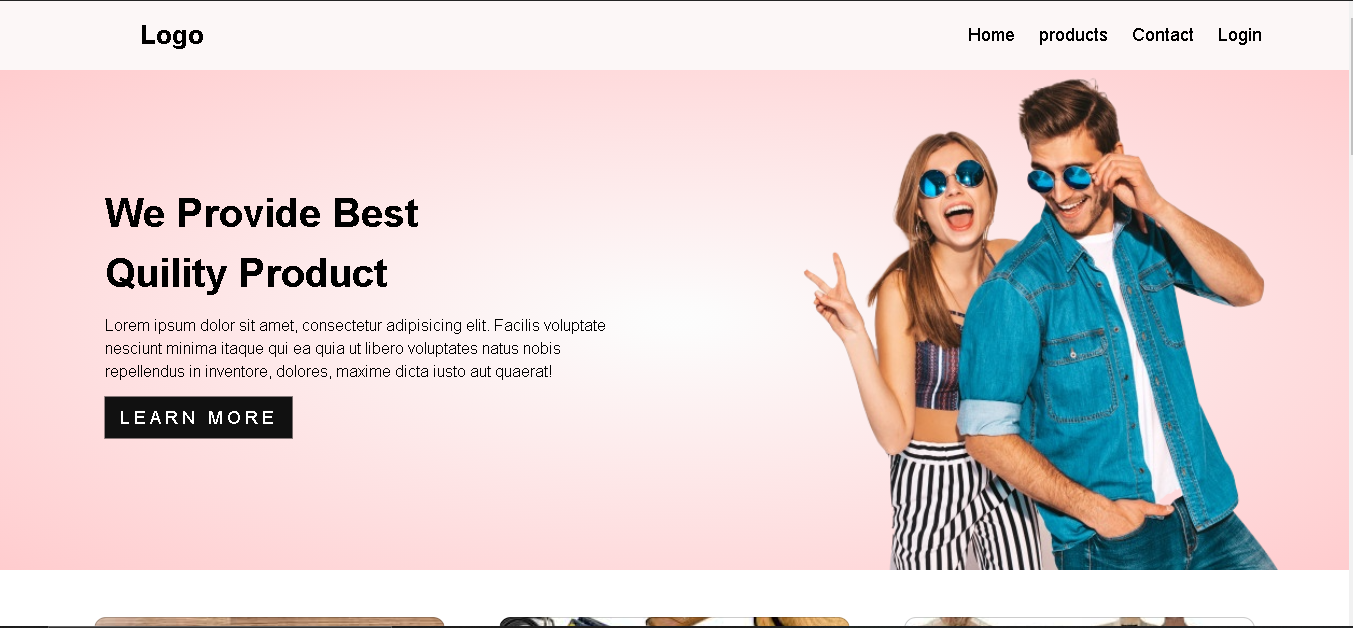 Logo
Home products Contact Login
We Provide Best
Quility Product
Lorem ipsum dolor sit amet, consectetur adipisicing elit. Facilis voluptate
nesciunt minima itaque qui ea quia ut libero voluptates natus nobis
repellendus in inventore, dolores, maxime dicta iusto aut quaerat!
LEARN MORE